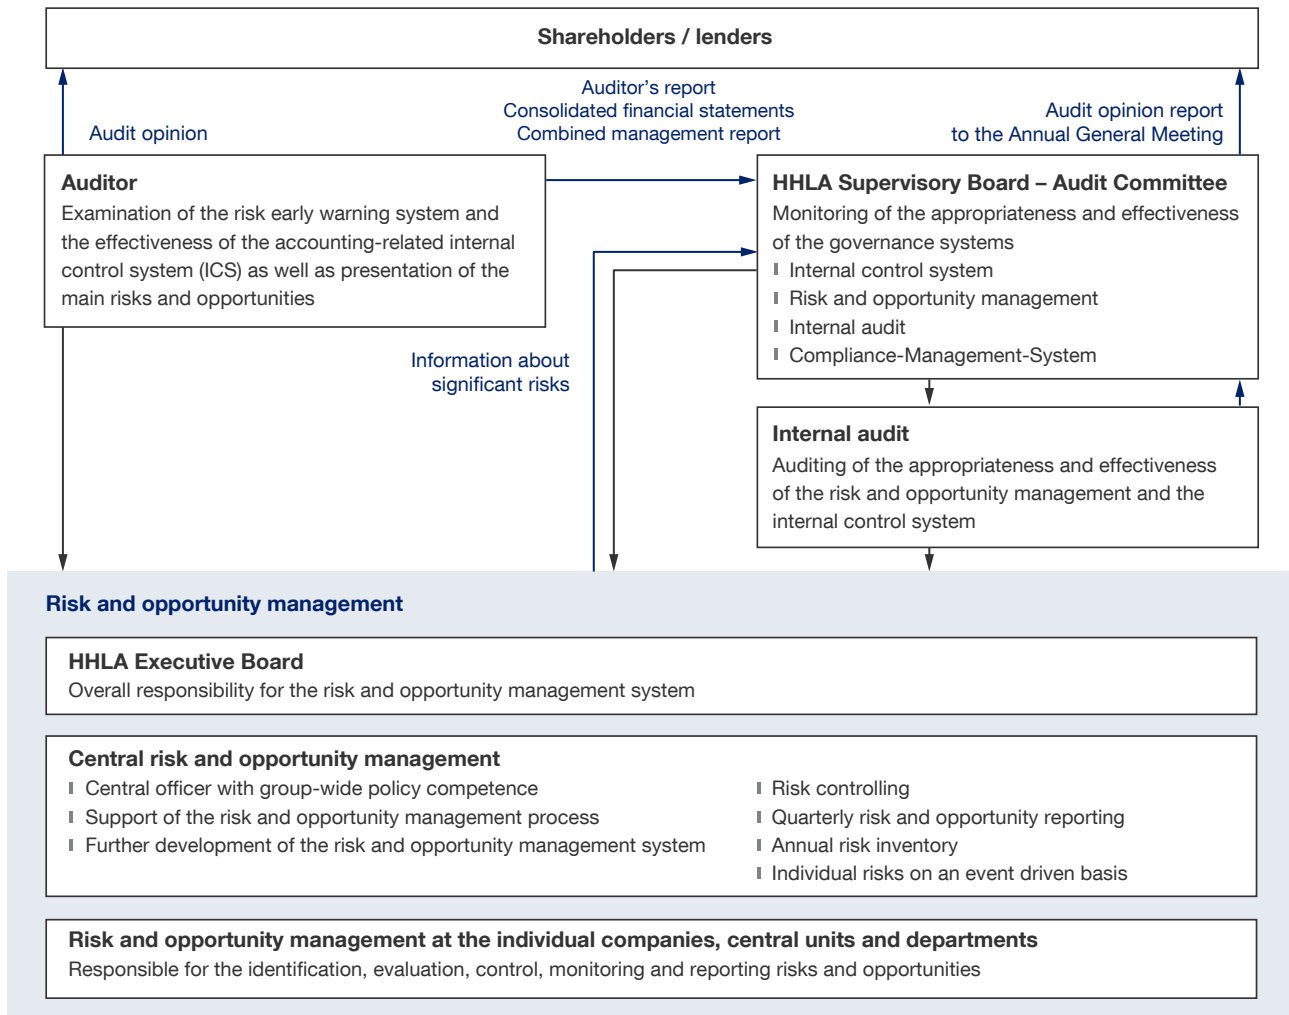 Shareholders / lenders
Auditor’s report
Consolidated financial statements
Combined management report
Audit opinion
Audit opinion report
to the Annual General Meeting
Auditor
Examination of the risk early warning system and
the effectiveness of the accounting-related internal
control system (ICS) as well as presentation of the
main risks and opportunities
HHLA Supervisory Board – Audit Committee
Monitoring of the appropriateness and effectiveness
of the governance systems
Internal control system
Risk and opportunity management
Internal audit
Compliance-Management-System
Information about
significant risks
Internal audit
Auditing of the appropriateness and effectiveness
of the risk and opportunity management and the
internal control system
Risk and opportunity management
HHLA Executive Board
Overall responsibility for the risk and opportunity management system
Central risk and opportunity management
Central officer with group-wide policy competence
Support of the risk and opportunity management process
Further development of the risk and opportunity management system
Risk controlling
Quarterly risk and opportunity reporting
Annual risk inventory
Individual risks on an event driven basis
Risk and opportunity management at the individual companies, central units and departments
Responsible for the identification, evaluation, control, monitoring and reporting risks and opportunities